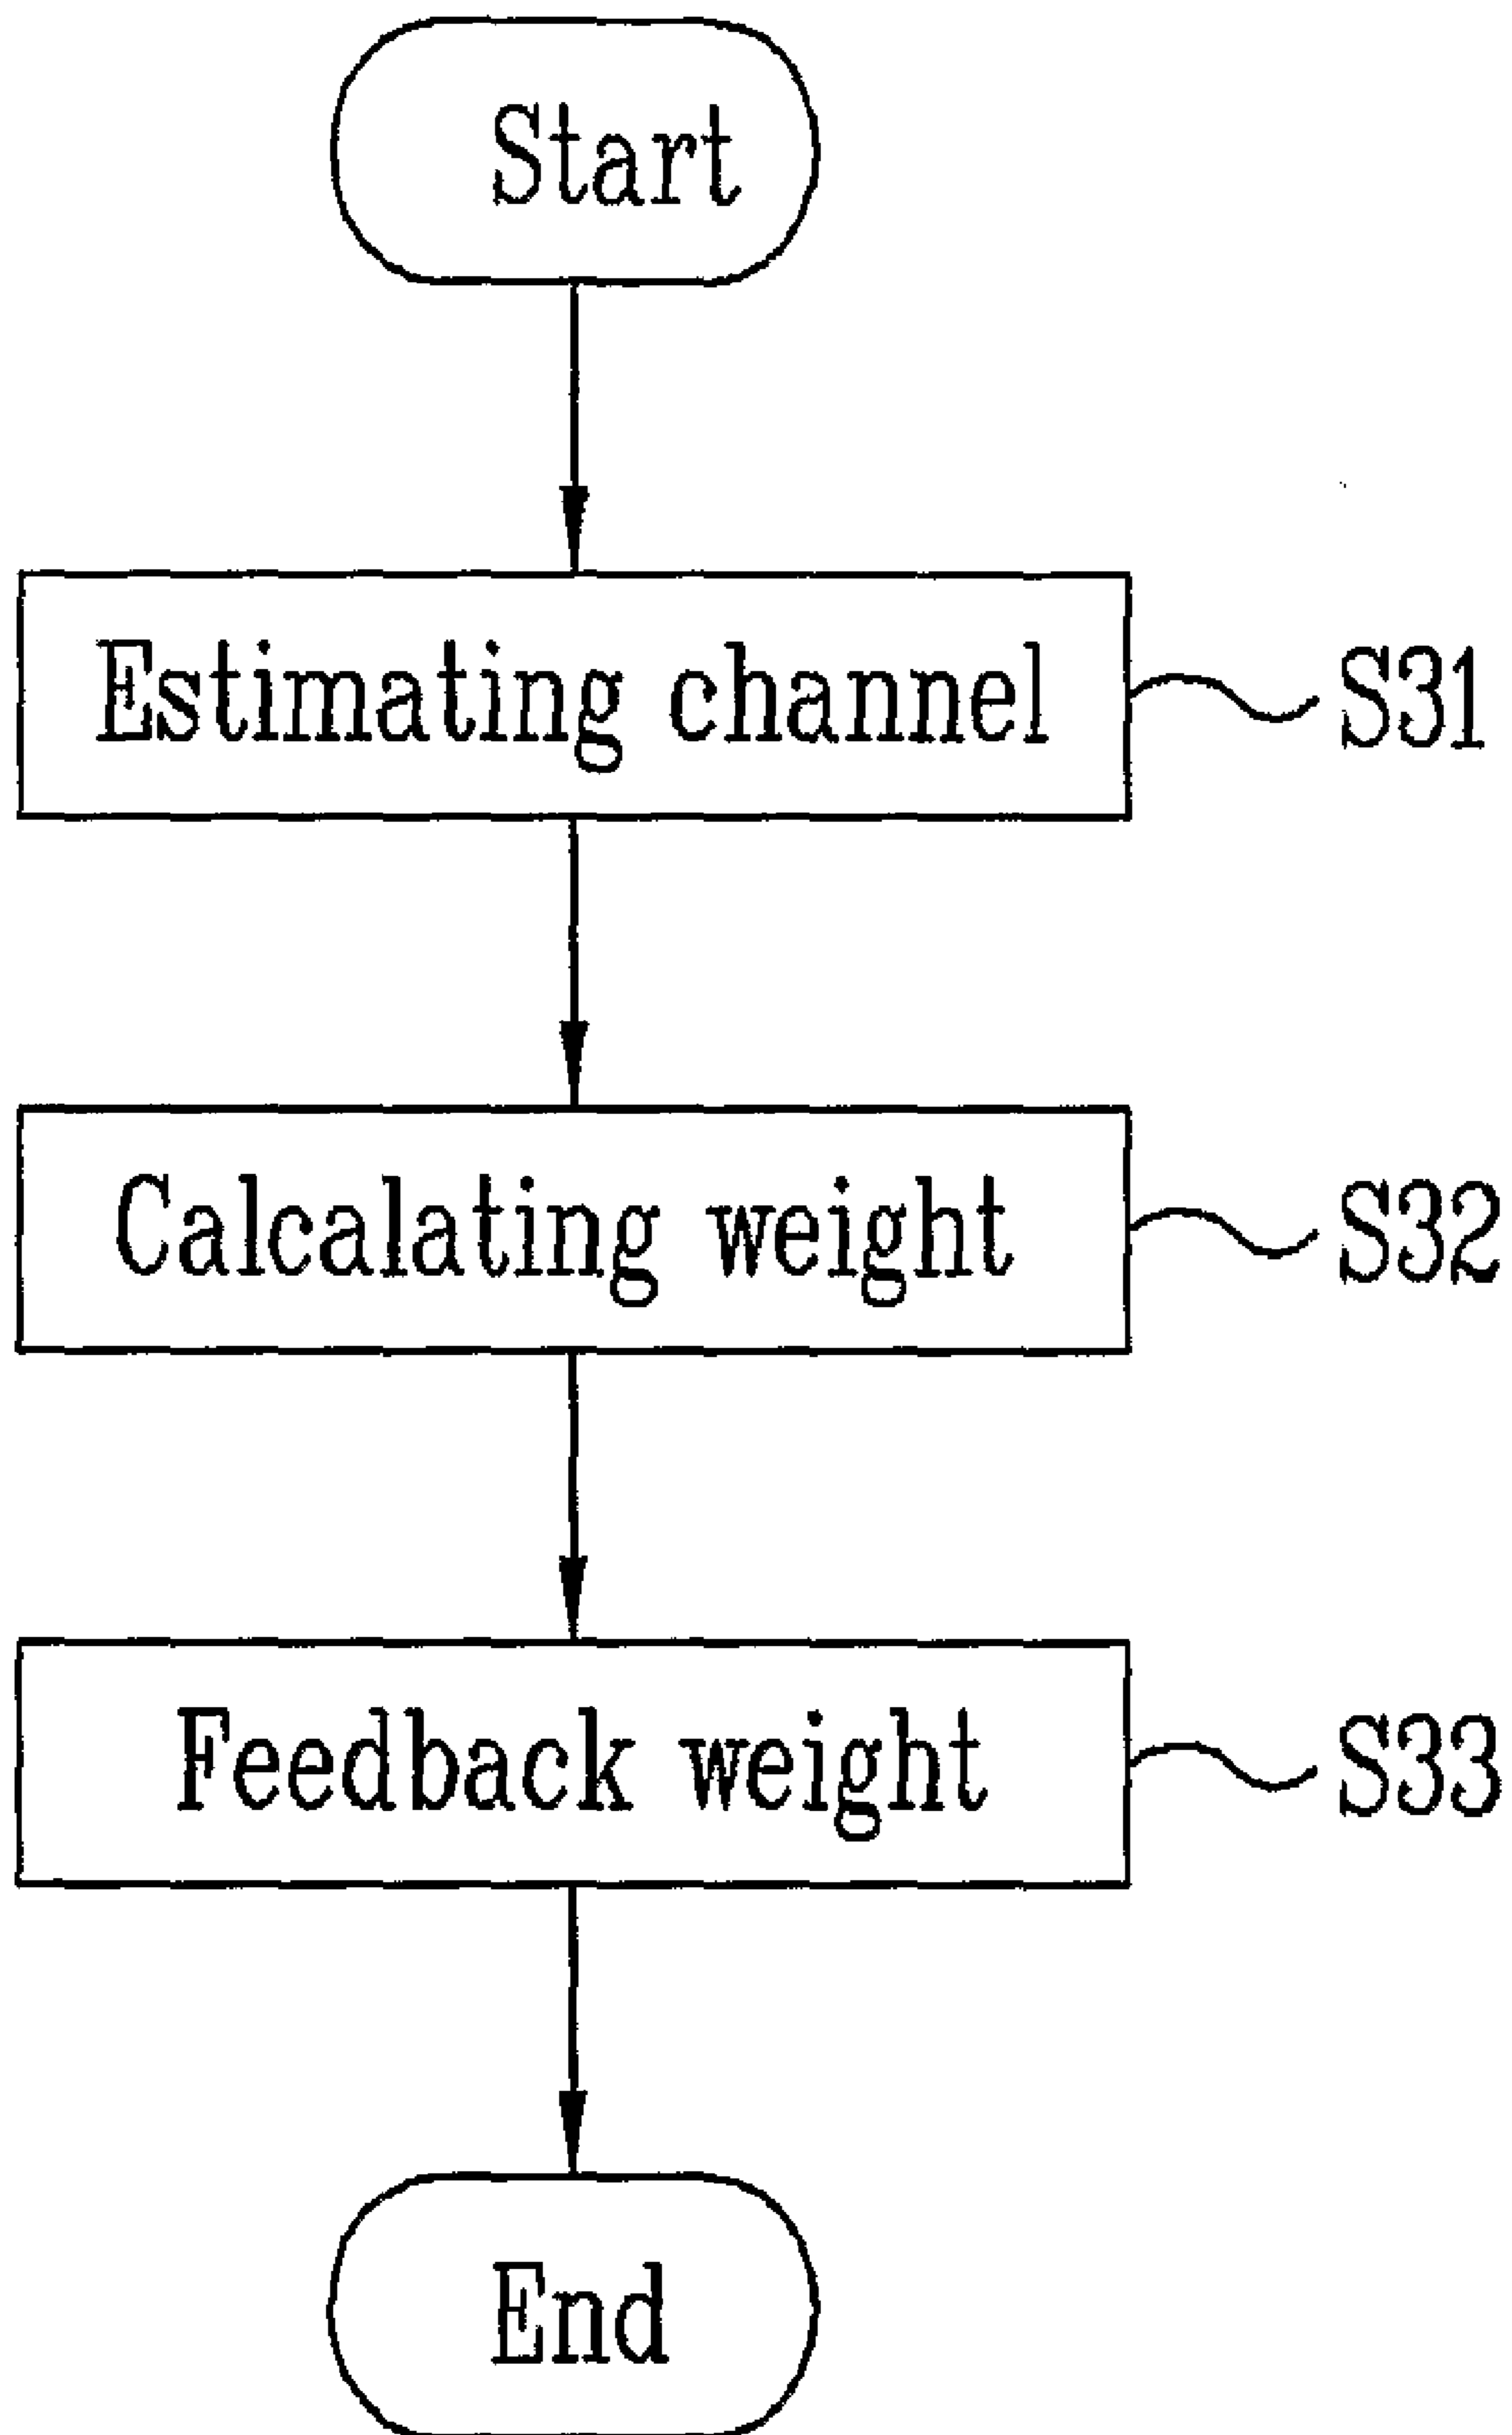 Start
Estimating channel S31
Calcalating weight S32
Feedback weight S33
End